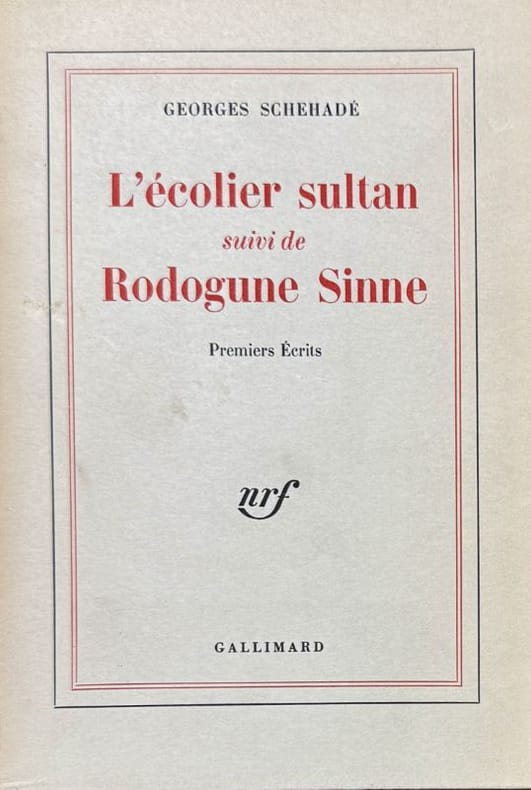 GEORGES SCHEHADÉ
L'écolier sultan
suivi de
Rodogune Sinne
Premiers Écrits
nrf
GALLIMARD